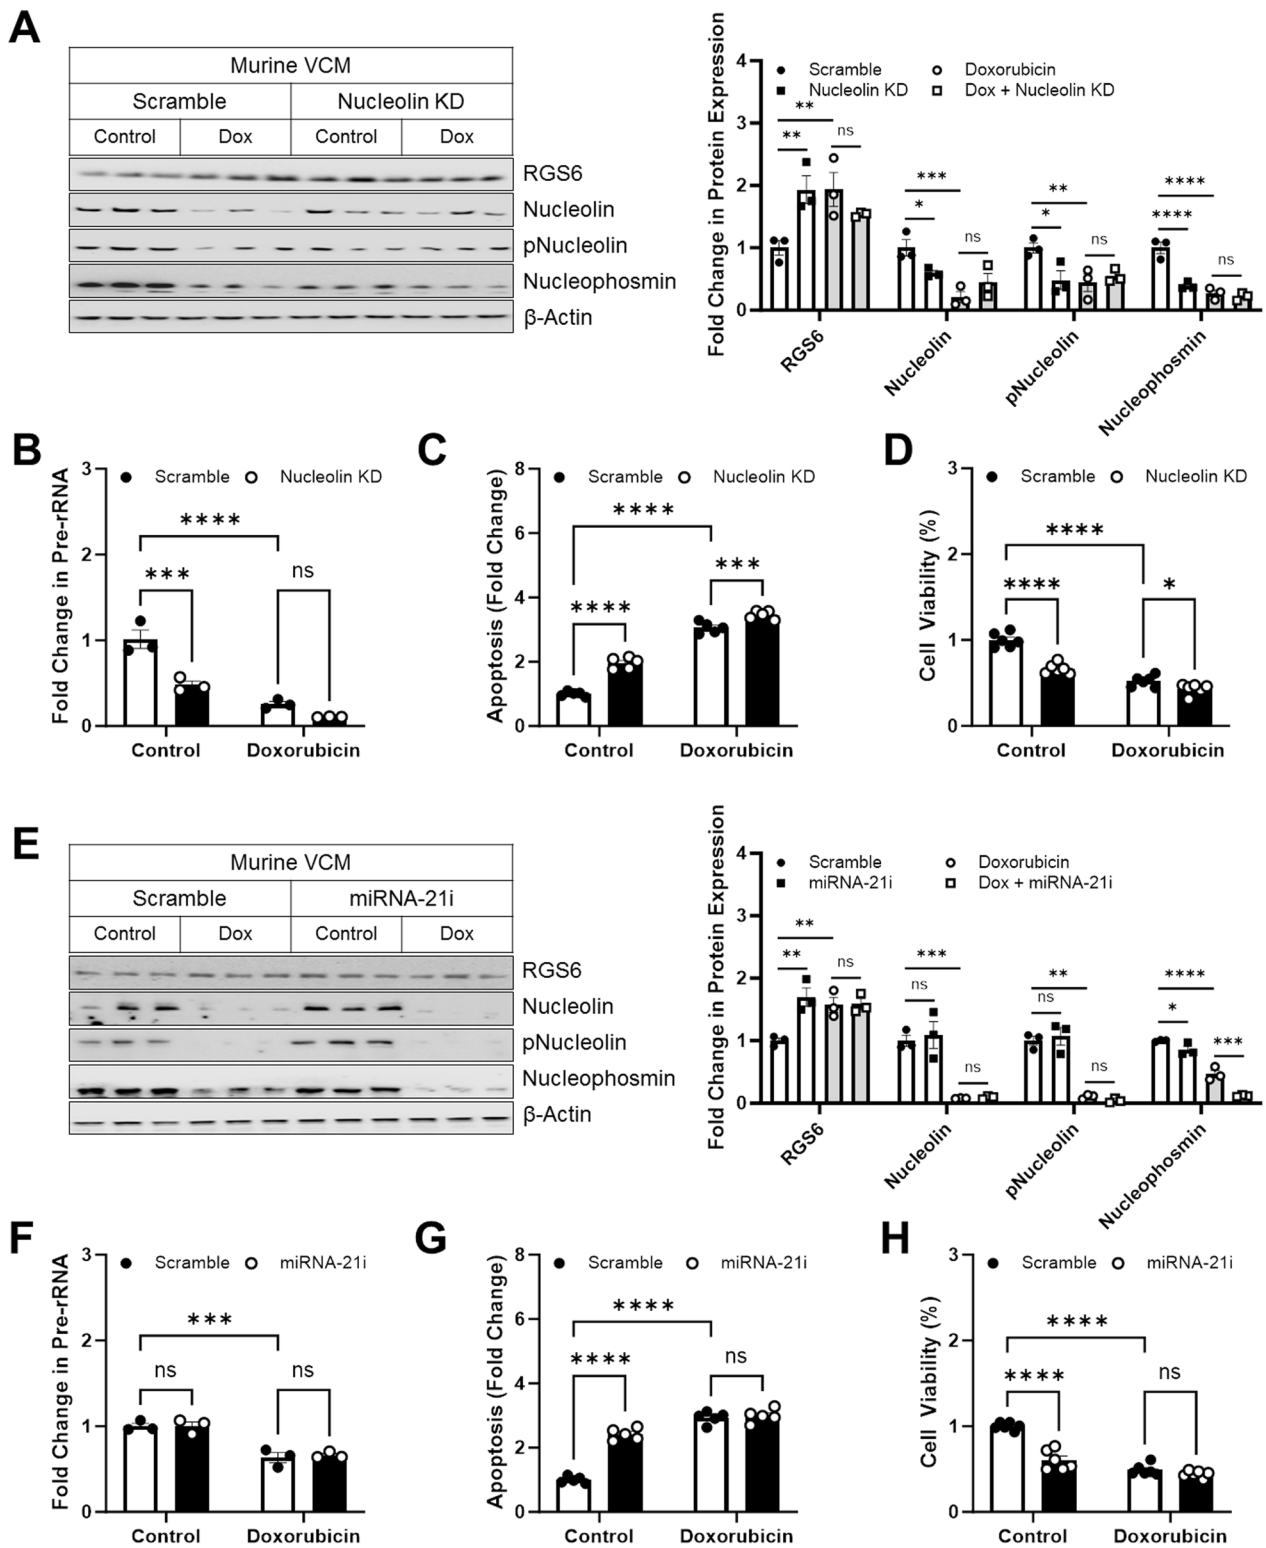 A
Murine VCM
Scramble Nucleolin KD
Control Dox Control Dox
RGS6
Nucleolin
pNucleolin
Nucleophosmin
β-Actin
Fold Change in Protein Expression
4
3
2
1
0
Scramble Doxorubicin
Nucleolin KD Dox + Nucleolin KD
** ** ns
*** * ns
** * ns
**** **** ns
RGS6 Nucleolin pNucleolin Nucleophosmin
B
Fold Change in Pre-rRNA
3
2
1
0
Scramble Nucleolin KD
****
*** ns
Control Doxorubicin
C
Apoptosis (Fold Change)
8
6
4
2
0
Scramble Nucleolin KD
****
**** ***
Control Doxorubicin
D
Cell Viability (%)
3
2
1
0
Scramble Nucleolin KD
****
**** *
Control Doxorubicin
E
Murine VCM
Scramble miRNA-21i
Control Dox Control Dox
RGS6
Nucleolin
pNucleolin
Nucleophosmin
β-Actin
Fold Change in Protein Expression
4
3
2
1
0
Scramble Doxorubicin
miRNA-21i Dox + miRNA-21i
** ** ns
*** ns ns
** ns ns
**** * ***
RGS6 Nucleolin pNucleolin Nucleophosmin
F
Fold Change in Pre-rRNA
3
2
1
0
Scramble miRNA-21i
***
ns ns
Control Doxorubicin
G
Apoptosis (Fold Change)
8
6
4
2
0
Scramble miRNA-21i
****
**** ns
Control Doxorubicin
H
Cell Viability (%)
3
2
1
0
Scramble miRNA-21i
****
**** ns
Control Doxorubicin